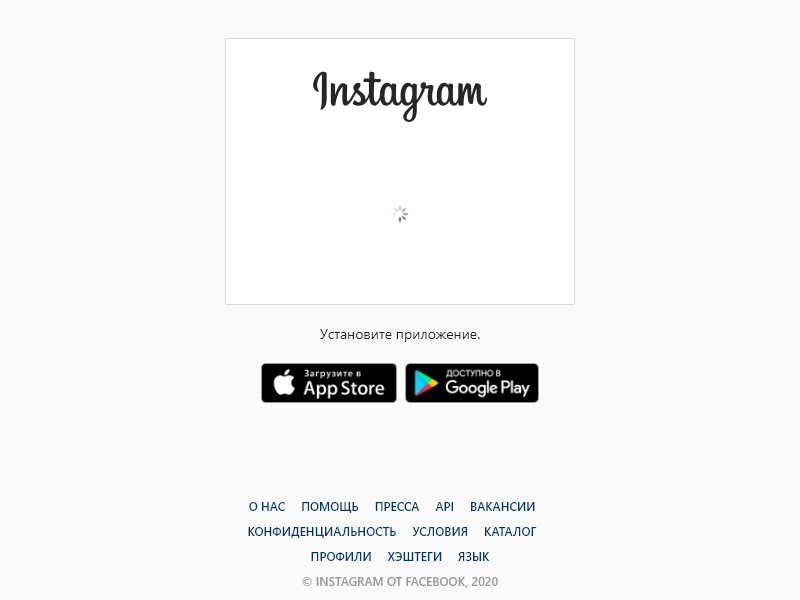 Instagram
Установите приложение.
Загрузите в
App Store
ДОСТУПНО В
Google Play
О НАС ПОМОЩЬ ПРЕССА API ВАКАНСИИ
КОНФИДЕНЦИАЛЬНОСТЬ УСЛОВИЯ КАТАЛОГ
ПРОФИЛИ ХЭШТЕГИ ЯЗЫК
© INSTAGRAM ОТ FACEBOOK, 2020